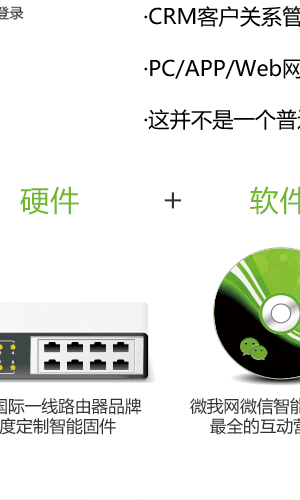 登录
·CRM客户关系管
·PC/APP/Web网
·这并不是一个普通
硬件 + 软件
国际一线路由器品牌
度定制智能固件
微我网微信智能
最全的互动营